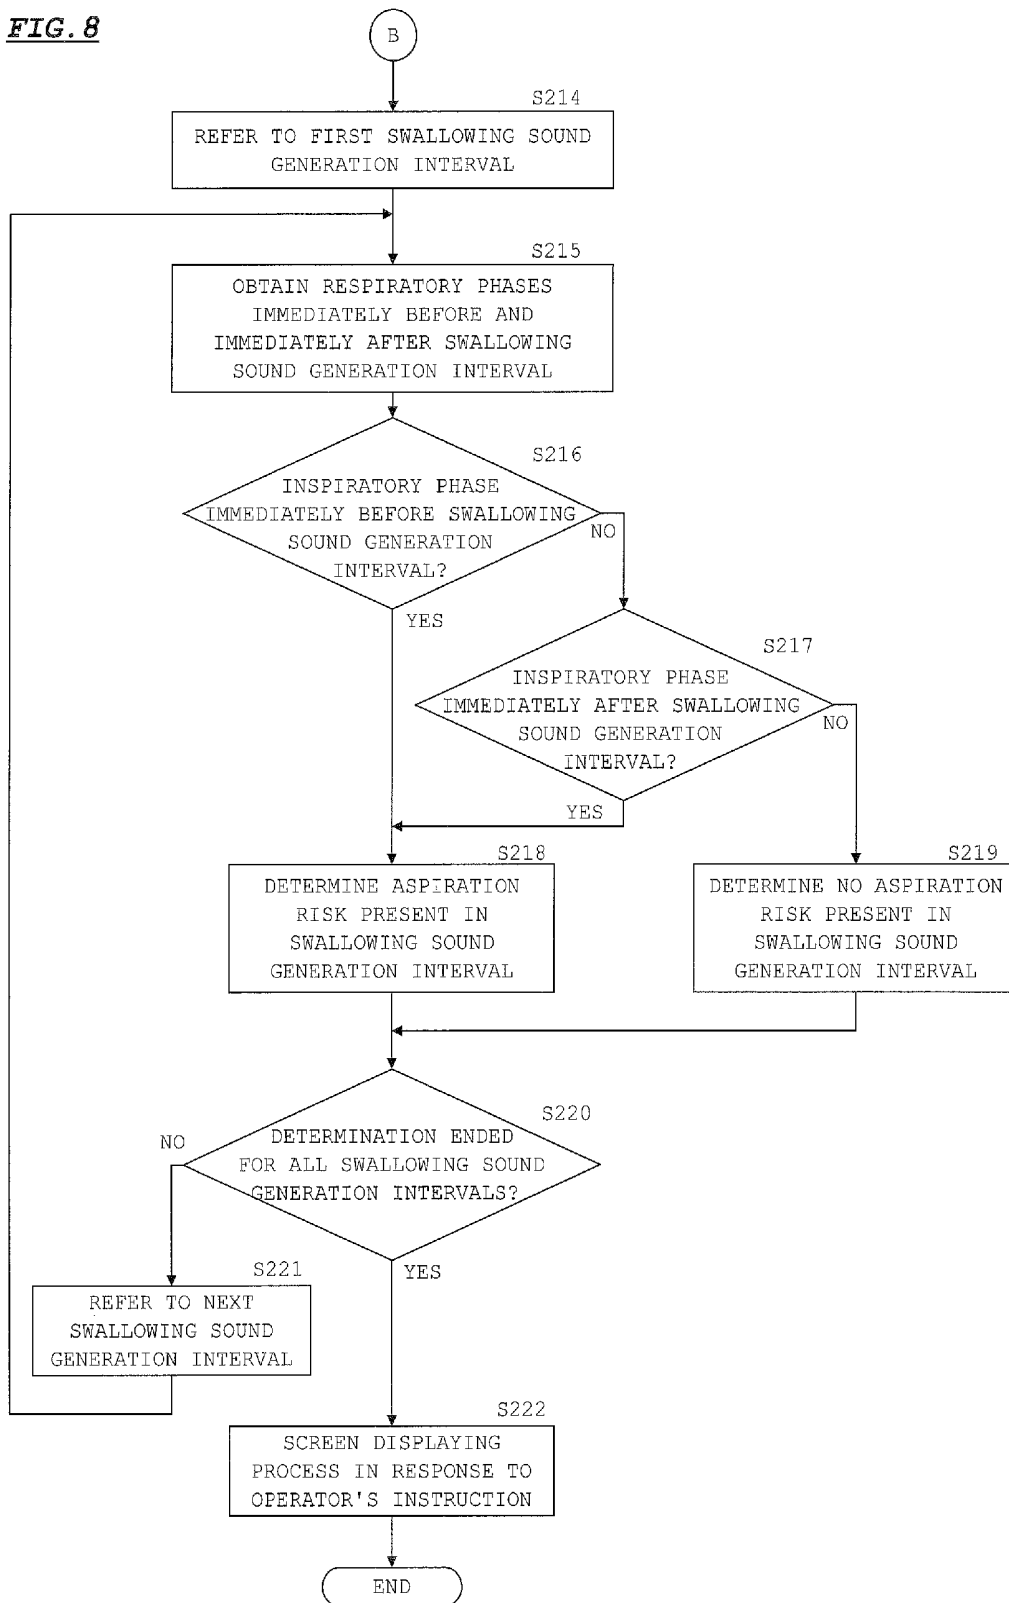 FIG. 8
B
S214
REFER TO FIRST SWALLOWING SOUND
GENERATION INTERVAL
S215
OBTAIN RESPIRATORY PHASES
IMMEDIATELY BEFORE AND
IMMEDIATELY AFTER SWALLOWING
SOUND GENERATION INTERVAL
S216
INSPIRATORY PHASE
IMMEDIATELY BEFORE SWALLOWING
SOUND GENERATION
INTERVAL?
NO
YES
S217
INSPIRATORY PHASE
IMMEDIATELY AFTER SWALLOWING
SOUND GENERATION
INTERVAL?
NO
YES
S218
DETERMINE ASPIRATION
RISK PRESENT IN
SWALLOWING SOUND
GENERATION INTERVAL
S219
DETERMINE NO ASPIRATION
RISK PRESENT IN
SWALLOWING SOUND
GENERATION INTERVAL
S220
DETERMINATION ENDED
FOR ALL SWALLOWING SOUND
GENERATION INTERVALS?
NO
YES
S221
REFER TO NEXT
SWALLOWING SOUND
GENERATION INTERVAL
S222
SCREEN DISPLAYING
PROCESS IN RESPONSE TO
OPERATOR'S INSTRUCTION
END